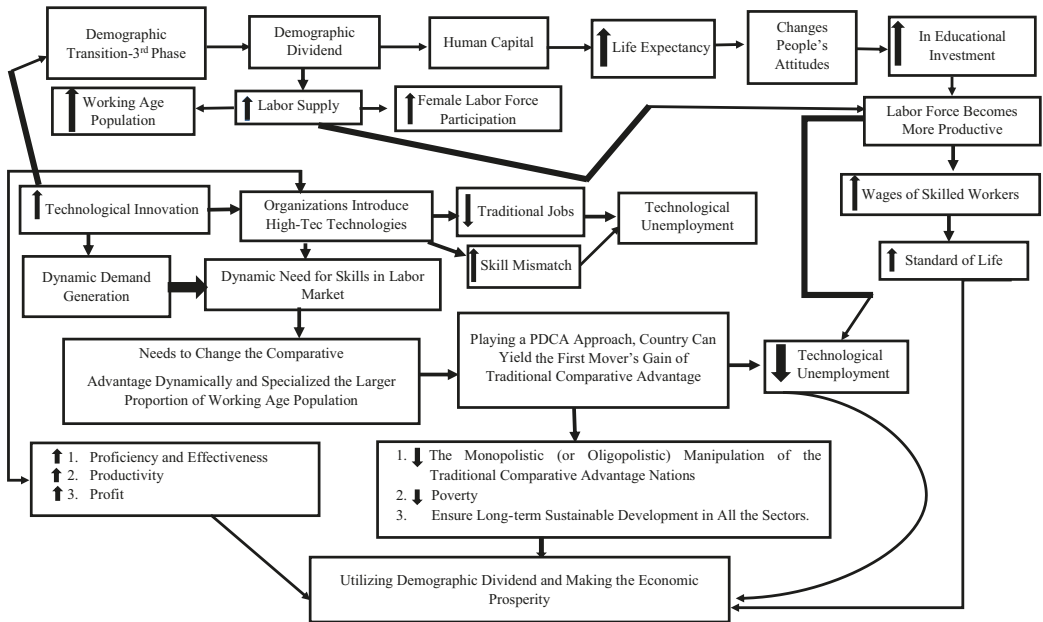 Demographic
Transition-3rd Phase
Demographic
Dividend
Human Capital
Life Expectancy
Changes
People's
Attitudes
In Educational
Investment
Working Age
Population
Labor Supply
Female Labor Force
Participation
Labor Force Becomes
More Productive
Technological Innovation
Organizations Introduce
High-Tec Technologies
Traditional Jobs
Technological
Unemployment
Wages of Skilled Workers
Skill Mismatch
Standard of Life
Dynamic Demand
Generation
Dynamic Need for Skills in Labor
Market
Needs to Change the Comparative
Advantage Dynamically and Specialized the Larger
Proportion of Working Age Population
Playing a PDCA Approach, Country Can
Yield the First Mover's Gain of
Traditional Comparative Advantage
Technological
Unemployment
1. Proficiency and Effectiveness
2. Productivity
3. Profit
1. The Monopolistic (or Oligopolistic) Manipulation of the
Traditional Comparative Advantage Nations
2. Poverty
3. Ensure Long-term Sustainable Development in All the Sectors.
Utilizing Demographic Dividend and Making the Economic
Prosperity